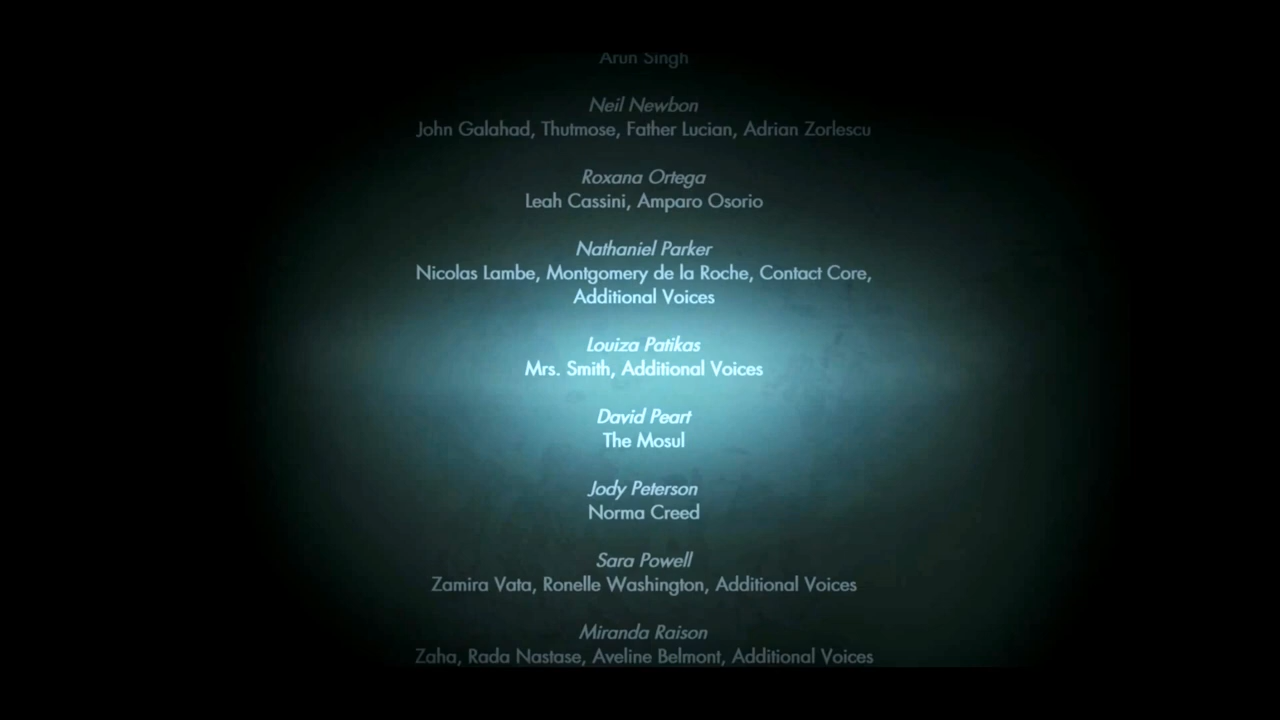 Arun Singh
Neil Newbon
John Galahad, Thutmose, Father Lucian, Adrian Zorlescu
Roxana Ortega
Leah Cassini, Amparo Osorio
Nathaniel Parker
Nicolas Lambe, Montgomery de la Roche, Contact Core,
Additional Voices
Louiza Patikas
Mrs. Smith, Additional Voices
David Peart
The Mosul
Jody Peterson
Norma Creed
Sara Powell
Zamira Vata, Ronelle Washington, Additional Voices
Miranda Raison
Zaha, Rada Nastase, Aveline Belmont, Additional Voices